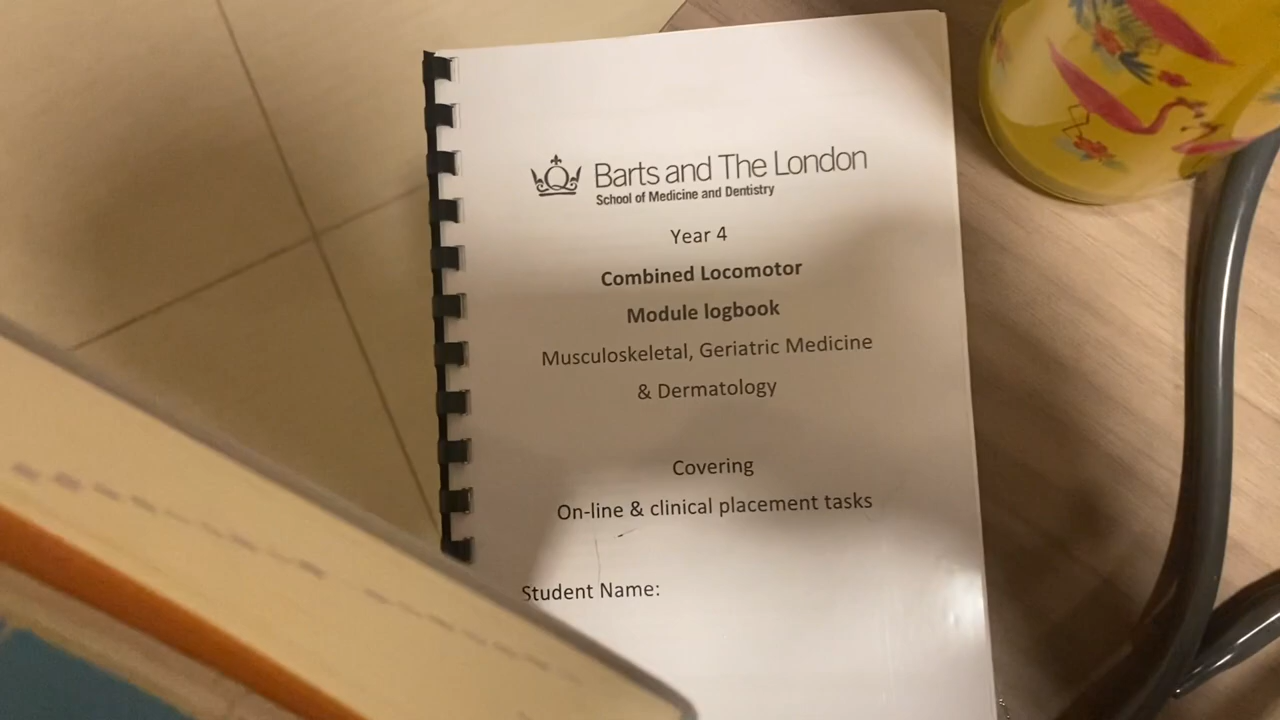 Barts and The London
School of Medicine and Dentistry
Year 4
Combined Locomotor
Module logbook
Musculoskeletal, Geriatric Medicine
& Dermatology
Covering
On-line & clinical placement tasks
Student Name: